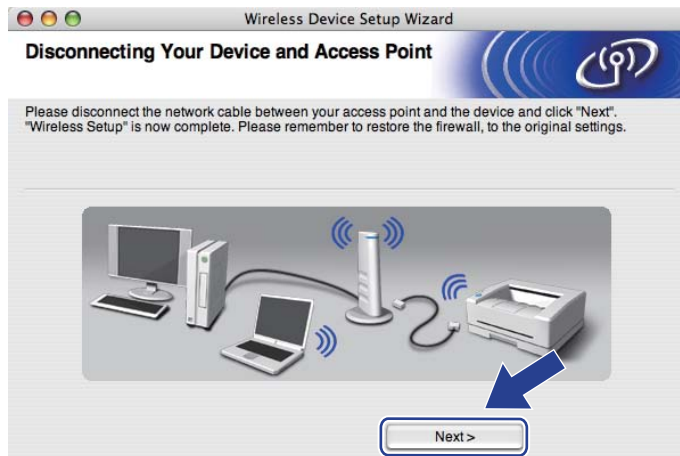 Wireless Device Setup Wizard
Disconnecting Your Device and Access Point
Please disconnect the network cable between your access point and the device and click "Next".
"Wireless Setup" is now complete. Please remember to restore the firewall, to the original settings.
Next >